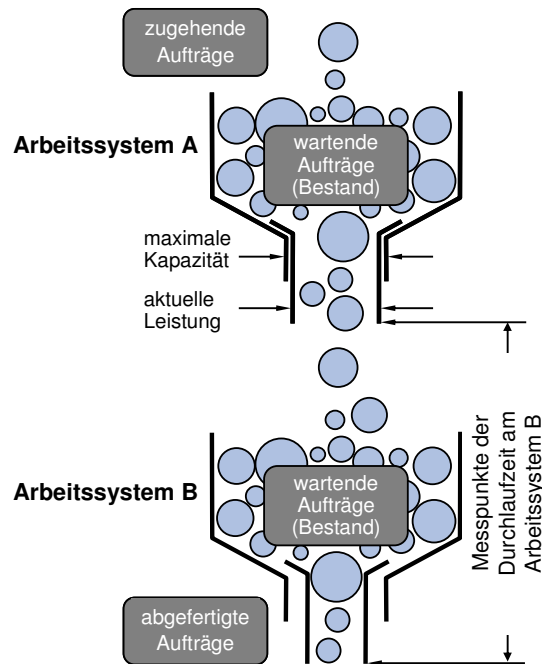 zugehende
Aufträge
Arbeitssystem A
wartende
Aufträge
(Bestand)
maximale
Kapazität
aktuelle
Leistung
Arbeitssystem B
wartende
Aufträge
(Bestand)
Messpunkte der
Durchlaufzeit am
Arbeitssystem B
abgefertigte
Aufträge